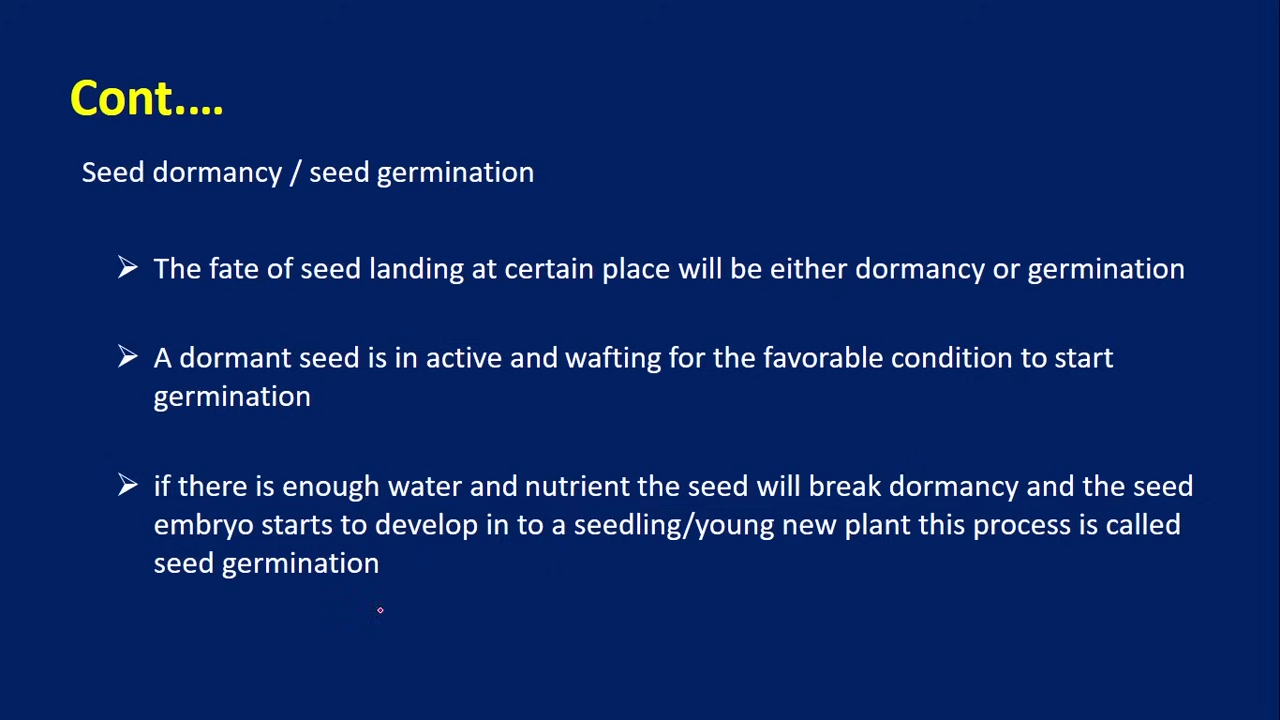 Cont.…
Seed dormancy / seed germination
➢ The fate of seed landing at certain place will be either dormancy or germination
➢ A dormant seed is in active and wafting for the favorable condition to start
germination
➢ if there is enough water and nutrient the seed will break dormancy and the seed
embryo starts to develop in to a seedling/young new plant this process is called
seed germination